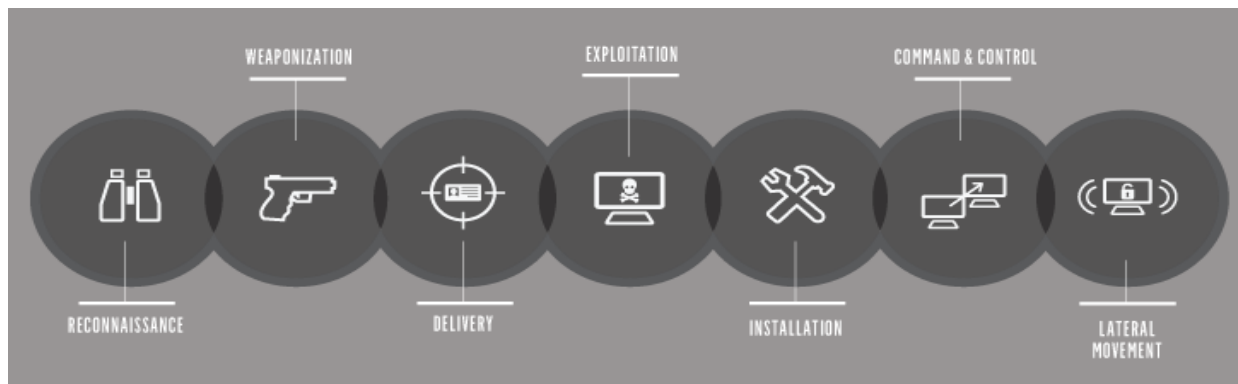 RECONNAISSANCE
WEAPONIZATION
DELIVERY
EXPLOITATION
INSTALLATION
COMMAND & CONTROL
LATERAL
MOVEMENT